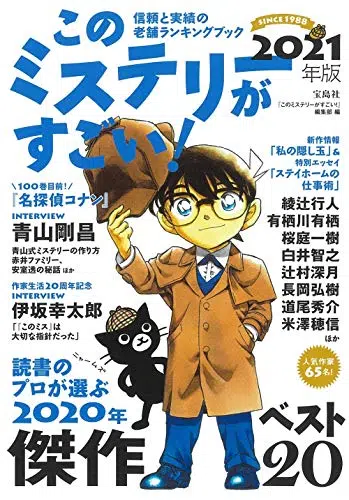 信頼と実績の
老舗ランキングブック
SINCE 1988
この
ミステリーが
すごい!
2021
年版
宝島社
『このミステリーがすごい!』
編集部 編
新作情報
「私の隠し玉」&
特別エッセイ
「ステイホームの
仕事術」
綾辻行人
有栖川有栖
桜庭一樹
白井智之
辻村深月
長岡弘樹
道尾秀介
米澤穂信
ほか
人気作家
65名!
100巻目前!
『名探偵コナン』
INTERVIEW
青山剛昌
青山式ミステリーの作り方
赤井ファミリー、
安室透の秘話 ほか
作家生活20周年記念
INTERVIEW
伊坂幸太郎
「『このミス』は
大切な指針だった」
ニャームズ
読書の
プロが選ぶ
2020年
傑作
ベスト
20